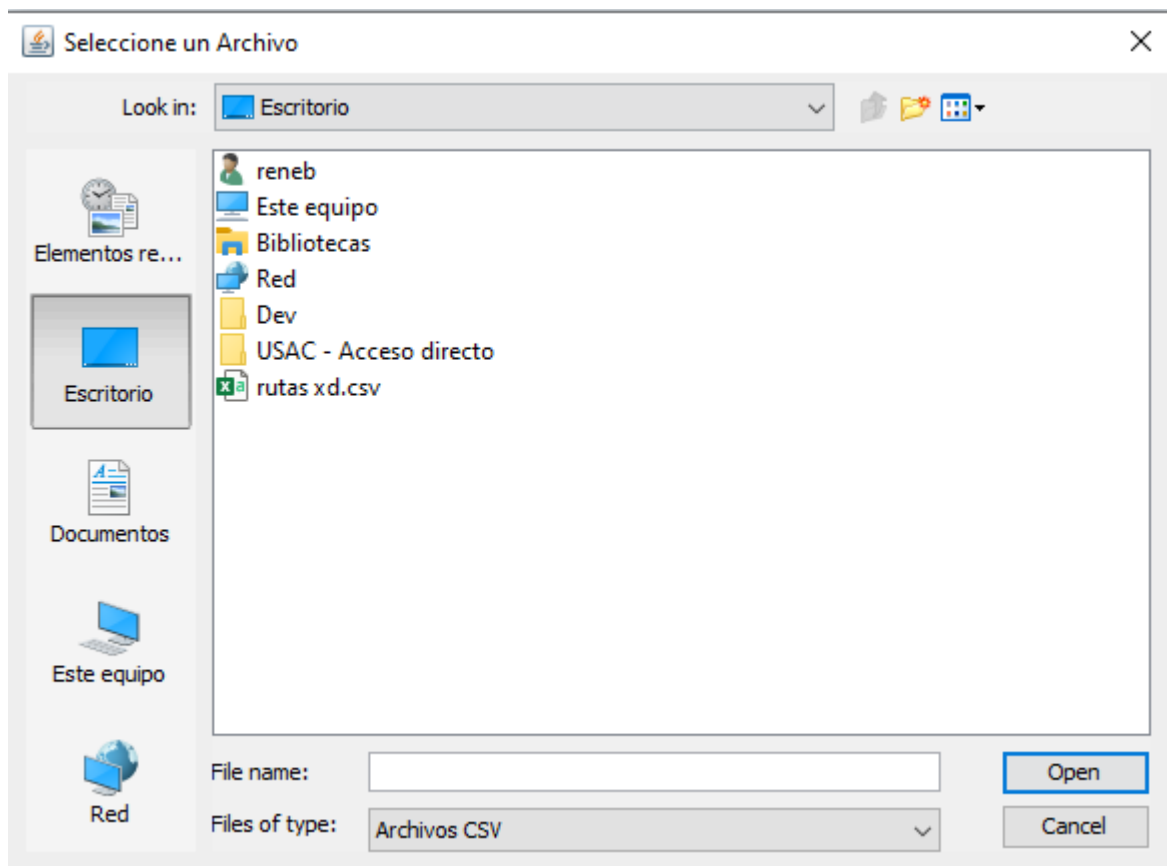 Seleccione un Archivo
Look in: Escritorio
reneb
Este equipo
Bibliotecas
Red
Dev
USAC - Acceso directo
rutas xd.csv
Elementos re...
Escritorio
Documentos
Este equipo
Red
File name:
Open
Files of type: Archivos CSV
Cancel